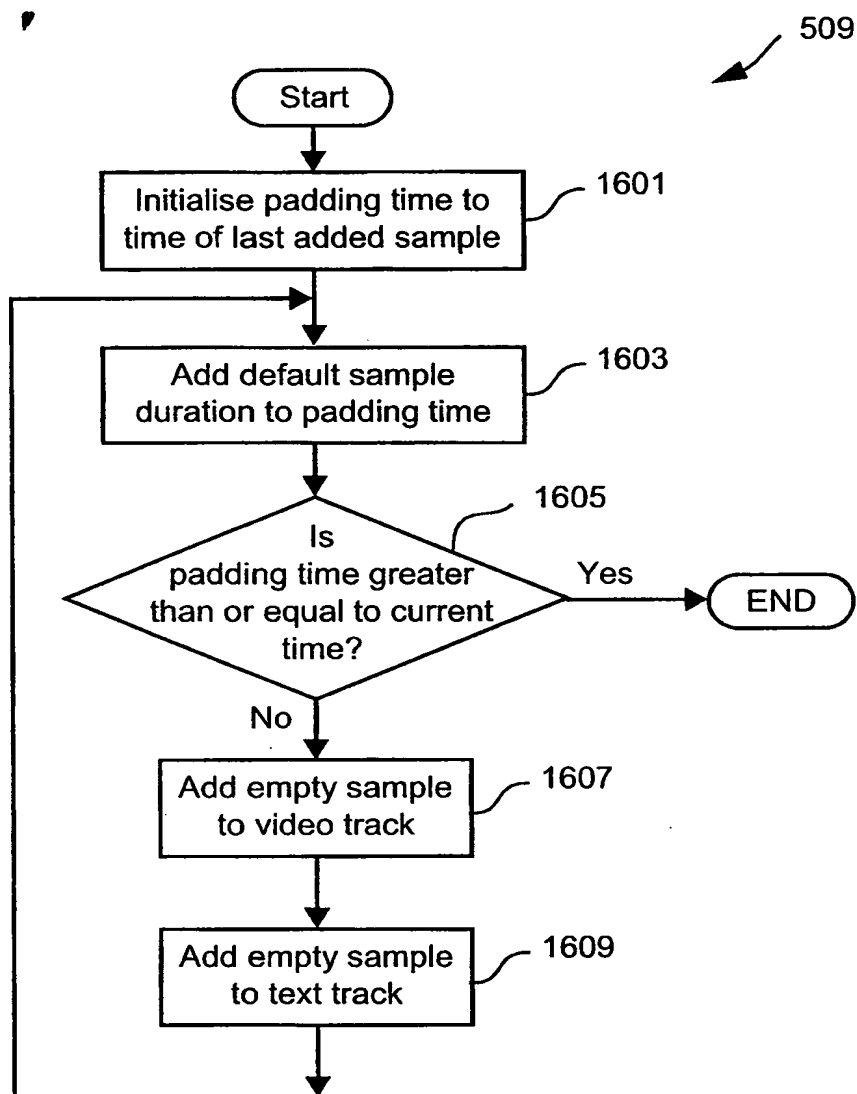 509
Start
1601
Initialise padding time to
time of last added sample
1603
Add default sample
duration to padding time
1605
Is
padding time greater
than or equal to current
time?
Yes
END
No
1607
Add empty sample
to video track
1609
Add empty sample
to text track